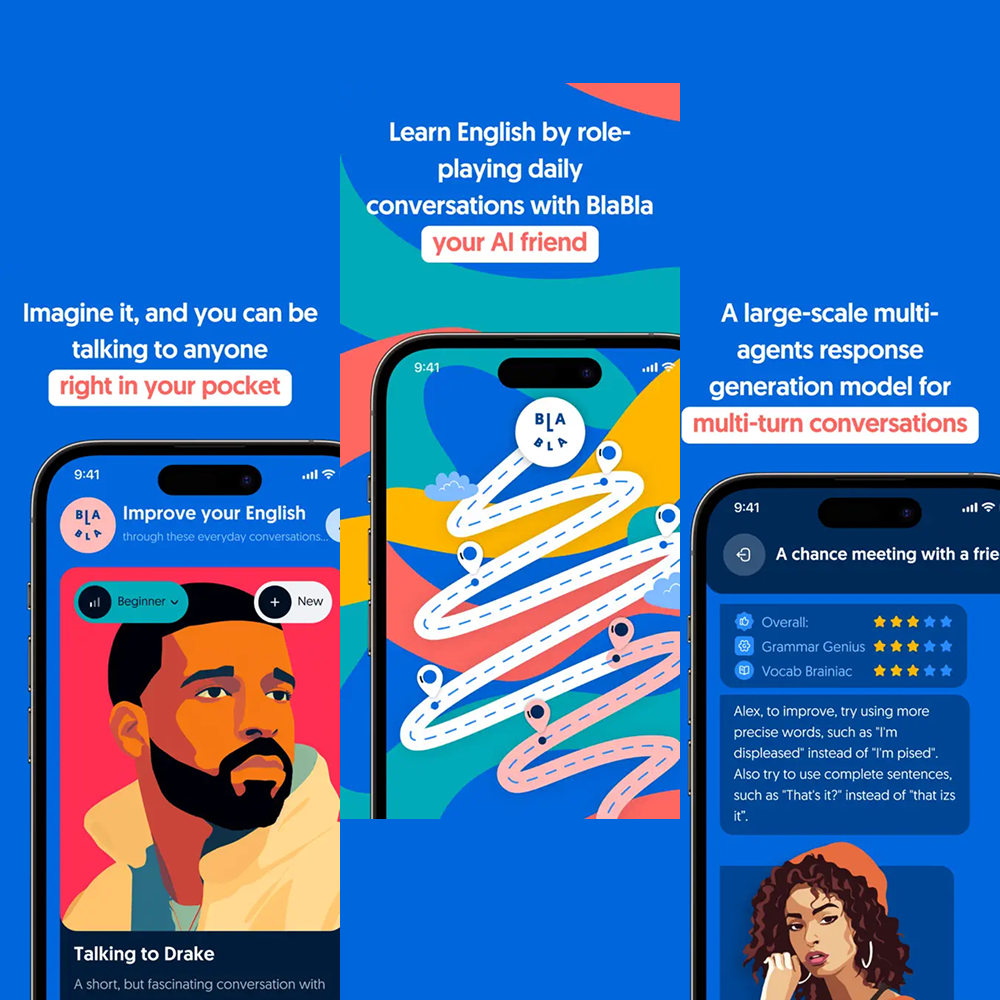 Imagine it, and you can be
talking to anyone
right in your pocket
9:41
BLA
BLA
Improve your English
through these everyday conversations...
Beginner
New
Talking to Drake
A short, but fascinating conversation with
Learn English by role-
playing daily
conversations with BlaBla
your AI friend
9:41
BLA
BLA
A large-scale multi-
agents response
generation model for
multi-turn conversations
9:41
A chance meeting with a frie
Overall:
Grammar Genius
Vocab Brainiac
Alex, to improve, try using more
precise words, such as "I'm
displeased" instead of "I'm pised".
Also try to use complete sentences,
such as "That's it?" instead of "that izs
it".